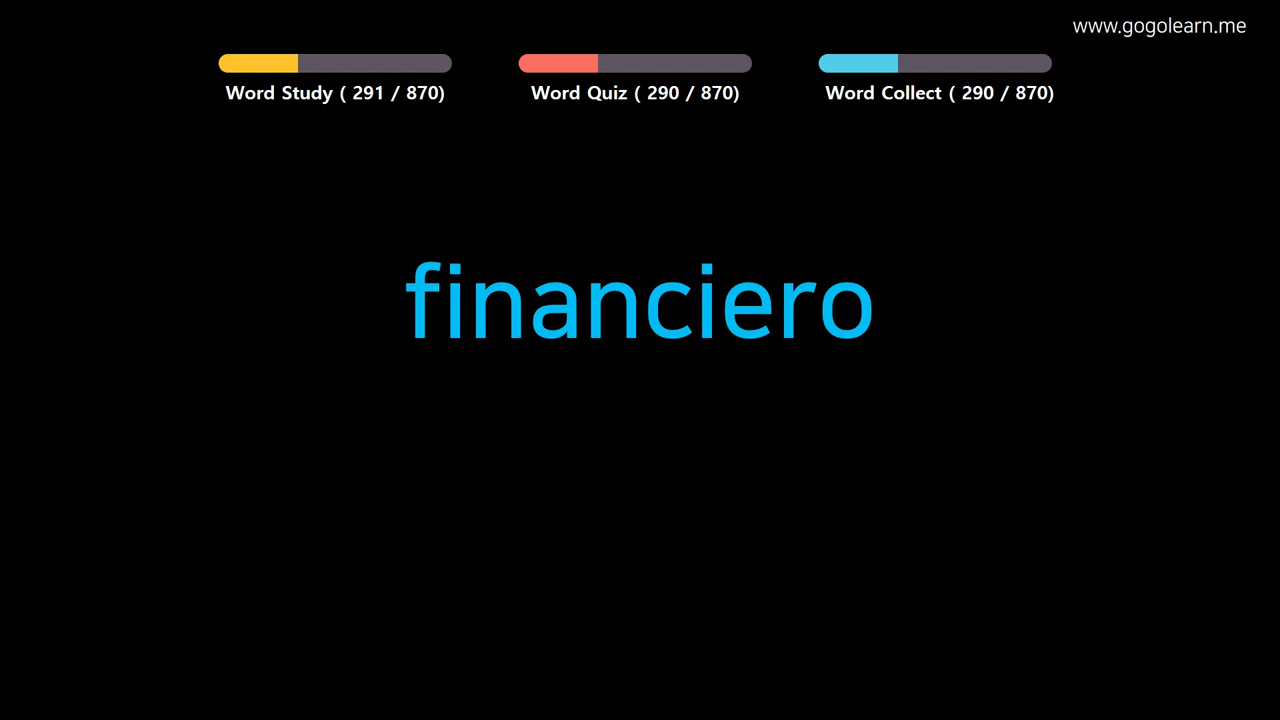 www.gogolearn.me
Word Study ( 291 / 870)
Word Quiz ( 290 / 870)
Word Collect ( 290 / 870)
financiero